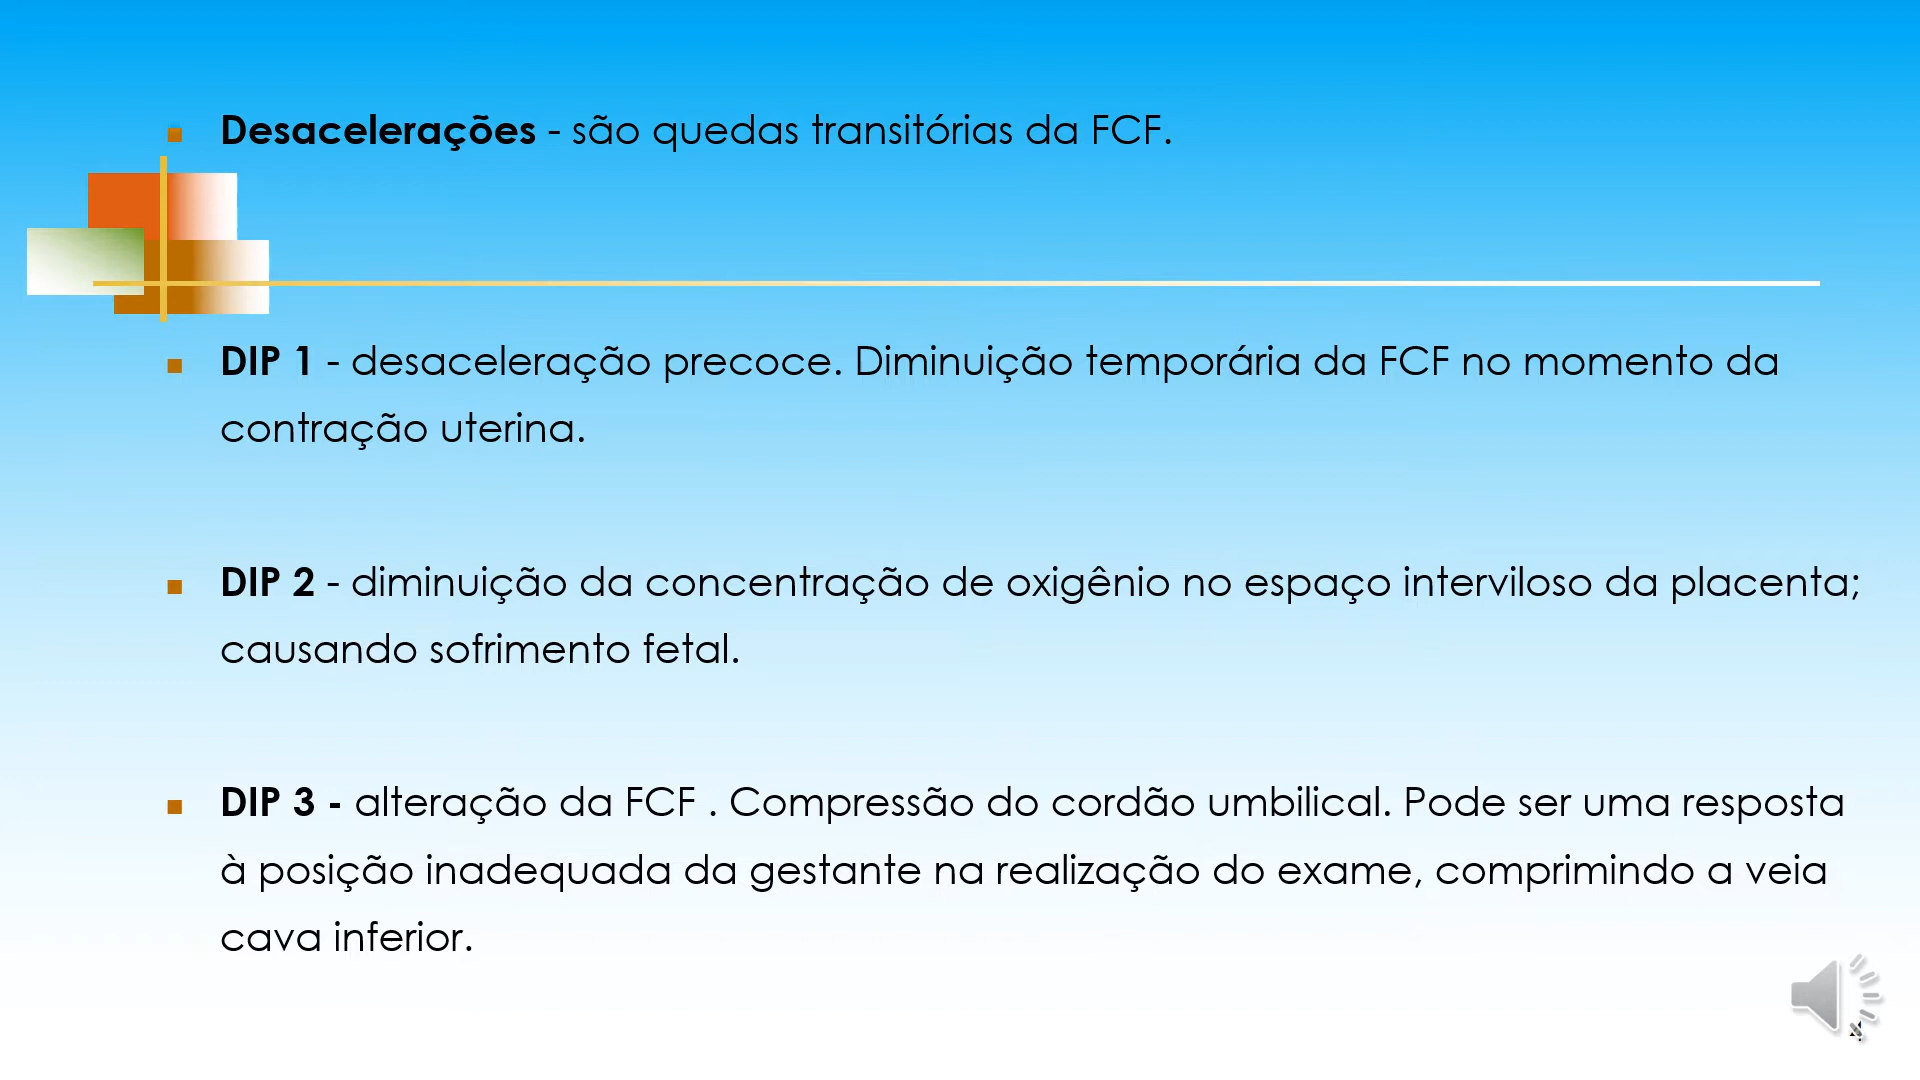 Desacelerações - são quedas transitórias da FCF.
DIP 1 - desaceleração precoce. Diminuição temporária da FCF no momento da
contração uterina.
DIP 2 - diminuição da concentração de oxigênio no espaço interviloso da placenta;
causando sofrimento fetal.
DIP 3 - alteração da FCF . Compressão do cordão umbilical. Pode ser uma resposta
à posição inadequada da gestante na realização do exame, comprimindo a veia
cava inferior.